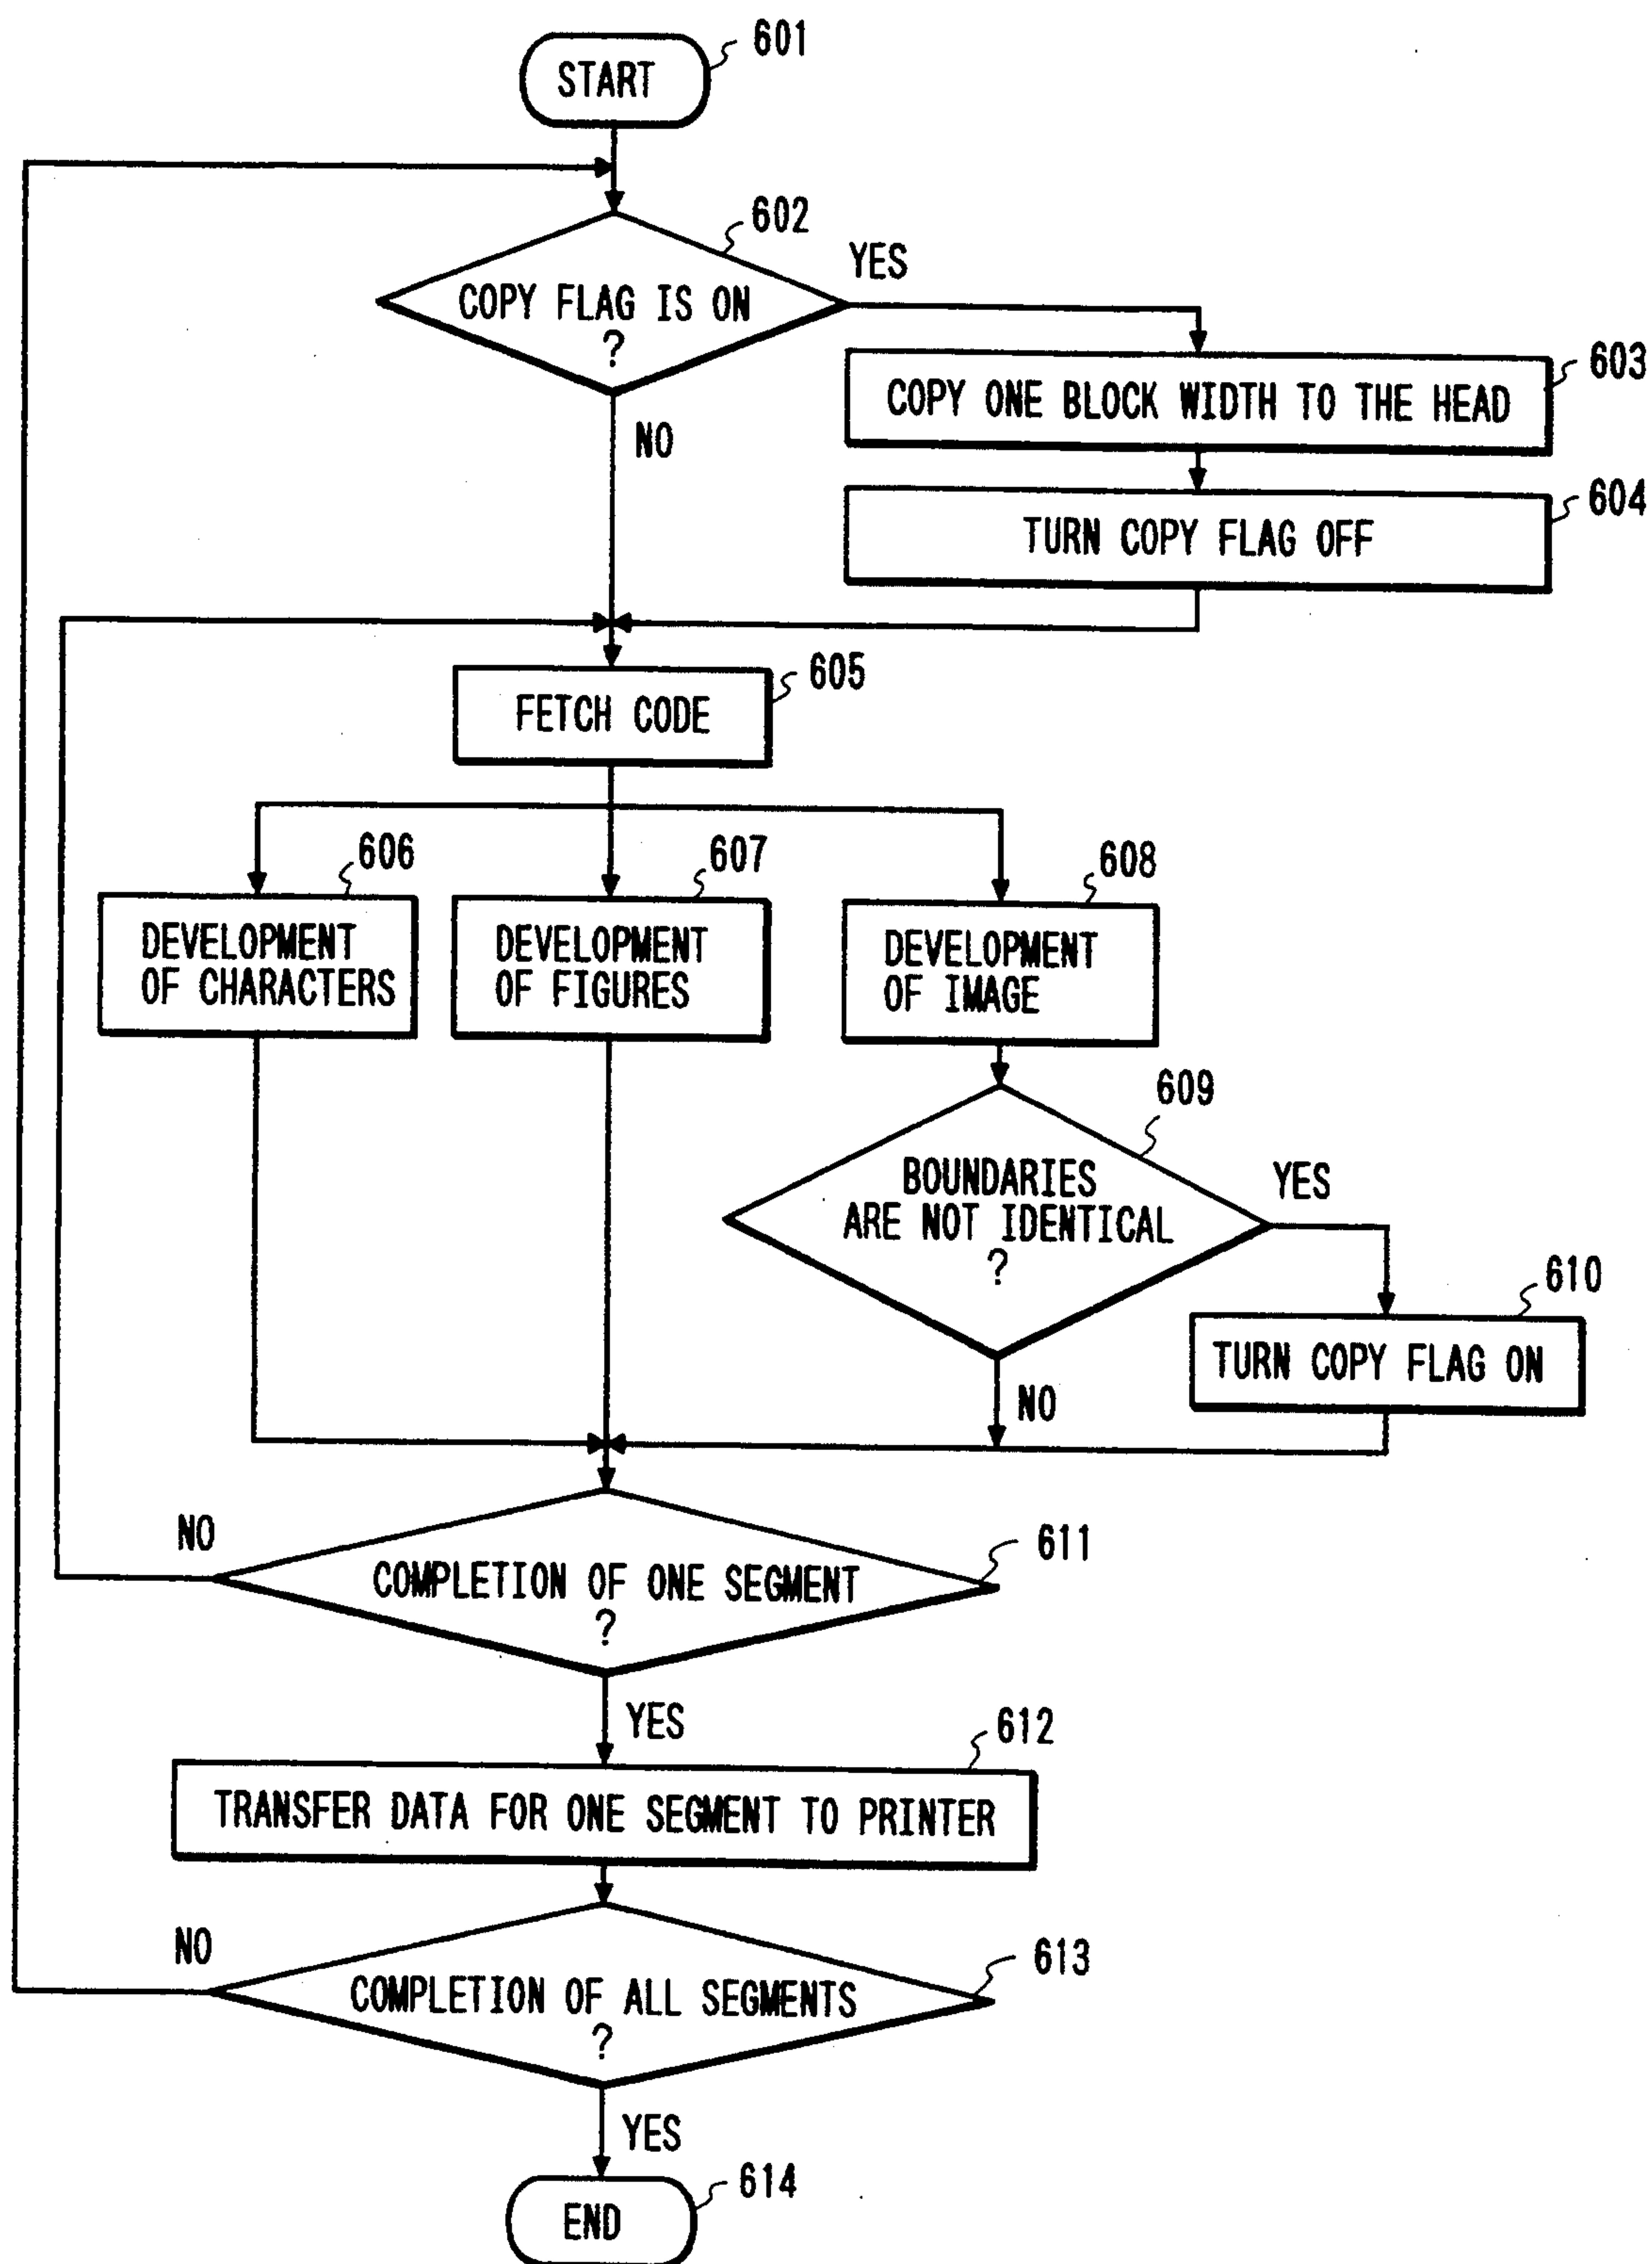 601
START
602
YES
COPY FLAG IS ON
?
NO
603
COPY ONE BLOCK WIDTH TO THE HEAD
604
TURN COPY FLAG OFF
605
FETCH CODE
606
607
608
DEVELOPMENT
OF CHARACTERS
DEVELOPMENT
OF FIGURES
DEVELOPMENT
OF IMAGE
609
BOUNDARIES
ARE NOT IDENTICAL
?
YES
610
TURN COPY FLAG ON
NO
NO
611
COMPLETION OF ONE SEGMENT
?
YES
612
TRANSFER DATA FOR ONE SEGMENT TO PRINTER
NO
613
COMPLETION OF ALL SEGMENTS
?
YES
614
END